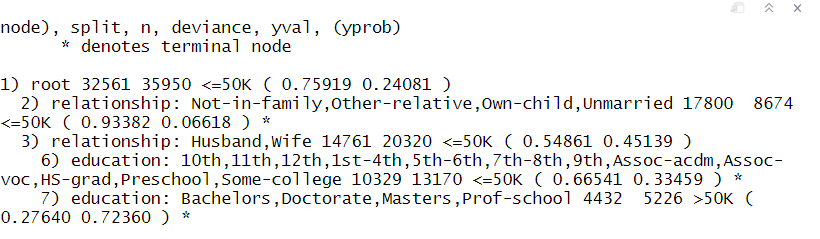 node), split, n, deviance, yval, (yprob)
      * denotes terminal node

1) root 32561 35950 <=50K ( 0.75919 0.24081 )
  2) relationship: Not-in-family,Other-relative,Own-child,Unmarried 17800  8674
<=50K ( 0.93382 0.06618 ) *
  3) relationship: Husband,Wife 14761 20320 <=50K ( 0.54861 0.45139 )
    6) education: 10th,11th,12th,1st-4th,5th-6th,7th-8th,9th,Assoc-acdm,Assoc-
voc,HS-grad,Preschool,Some-college 10329 13170 <=50K ( 0.66541 0.33459 ) *
    7) education: Bachelors,Doctorate,Masters,Prof-school 4432  5226 >50K (
0.27640 0.72360 ) *